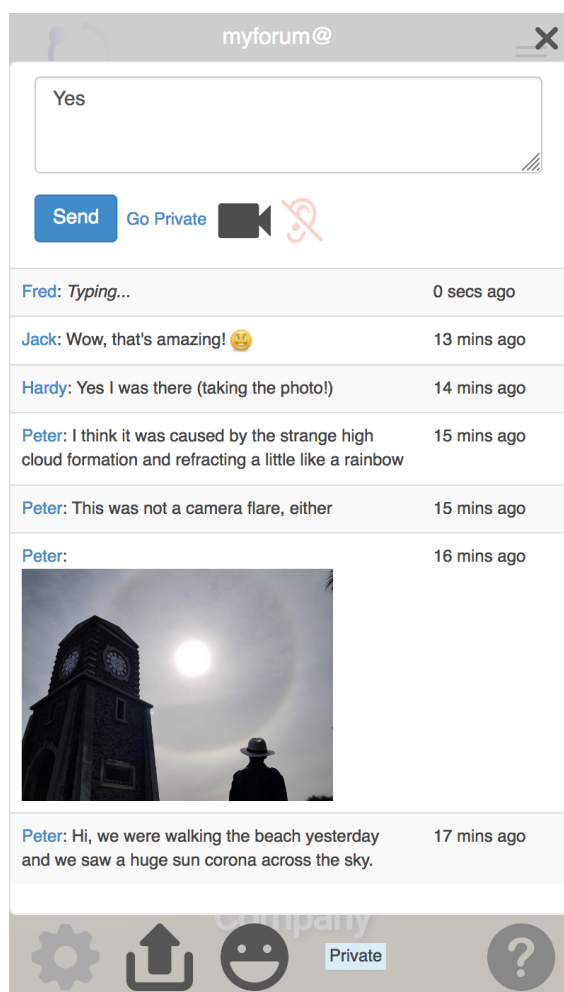 myforum@
Yes
Send
Go Private
Fred: Typing... 0 secs ago
Jack: Wow, that's amazing! 13 mins ago
Hardy: Yes I was there (taking the photo!) 14 mins ago
Peter: I think it was caused by the strange high 15 mins ago
cloud formation and refracting a little like a rainbow
Peter: This was not a camera flare, either 15 mins ago
Peter: 16 mins ago
Peter: Hi, we were walking the beach yesterday 17 mins ago
and we saw a huge sun corona across the sky.
Company
Private
?